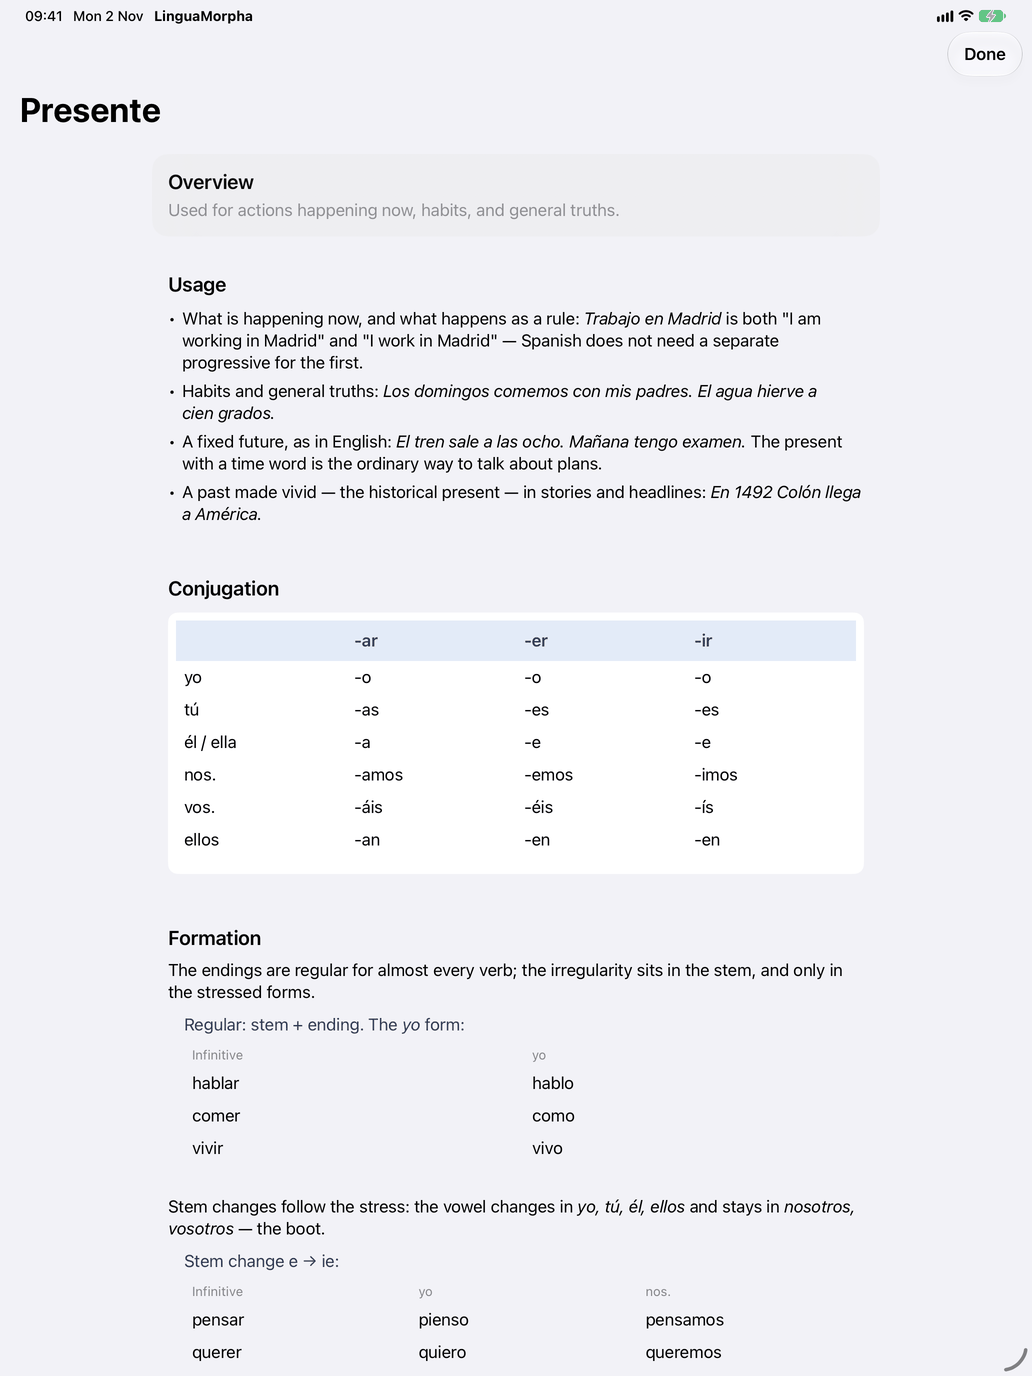 09:41 Mon 2 Nov LinguaMorpha
Done
Presente
Overview
Used for actions happening now, habits, and general truths.
Usage
• What is happening now, and what happens as a rule: Trabajo en Madrid is both "I am
working in Madrid" and "I work in Madrid" — Spanish does not need a separate
progressive for the first.
• Habits and general truths: Los domingos comemos con mis padres. El agua hierve a
cien grados.
• A fixed future, as in English: El tren sale a las ocho. Mañana tengo examen. The present
with a time word is the ordinary way to talk about plans.
• A past made vivid — the historical present — in stories and headlines: En 1492 Colón llega
a América.
Conjugation
-ar -er -ir
yo -o -o -o
tú -as -es -es
él / ella -a -e -e
nos. -amos -emos -imos
vos. -áis -éis -ís
ellos -an -en -en
Formation
The endings are regular for almost every verb; the irregularity sits in the stem, and only in
the stressed forms.
Regular: stem + ending. The yo form:
Infinitive yo
hablar hablo
comer como
vivir vivo
Stem changes follow the stress: the vowel changes in yo, tú, él, ellos and stays in nosotros,
vosotros — the boot.
Stem change e → ie:
Infinitive yo nos.
pensar pienso pensamos
querer quiero queremos